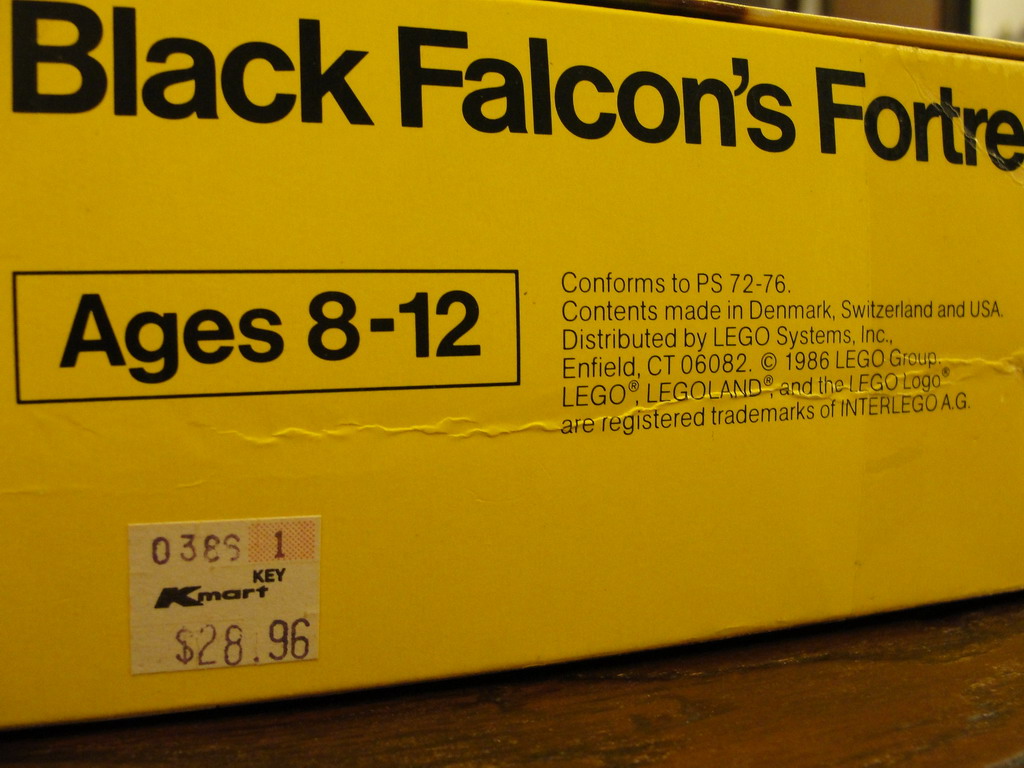 Black Falcon's Fortre
Ages 8-12
Conforms to PS 72-76.
Contents made in Denmark, Switzerland and USA.
Distributed by LEGO Systems, Inc.,
Enfield, CT 06082. © 1986 LEGO Group.
LEGO®, LEGOLAND®, and the LEGO Logo®
are registered trademarks of INTERLEGO A.G.
1
KEY
Kmart
$28.96